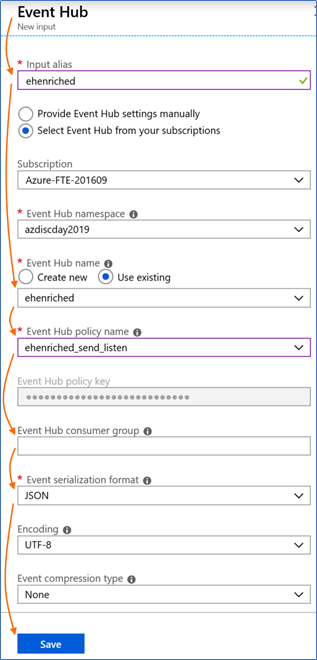 Event Hub
New input
* Input alias
ehenriched
Provide Event Hub settings manually
Select Event Hub from your subscriptions
Subscription
Azure-FTE-201609
* Event Hub namespace
azdiscday2019
* Event Hub name
Create new Use existing
ehenriched
* Event Hub policy name
ehenriched_send_listen
Event Hub policy key
••••••••••••••••••••••••••••
Event Hub consumer group
* Event serialization format
JSON
Encoding
UTF-8
Event compression type
None
Save